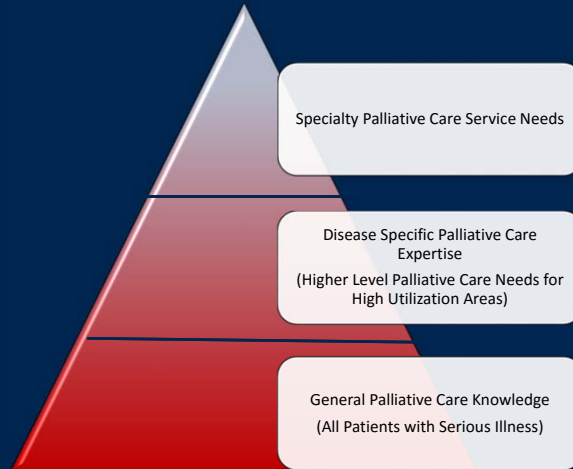 Specialty Palliative Care Service Needs
Disease Specific Palliative Care
Expertise
(Higher Level Palliative Care Needs for
High Utilization Areas)
General Palliative Care Knowledge
(All Patients with Serious Illness)